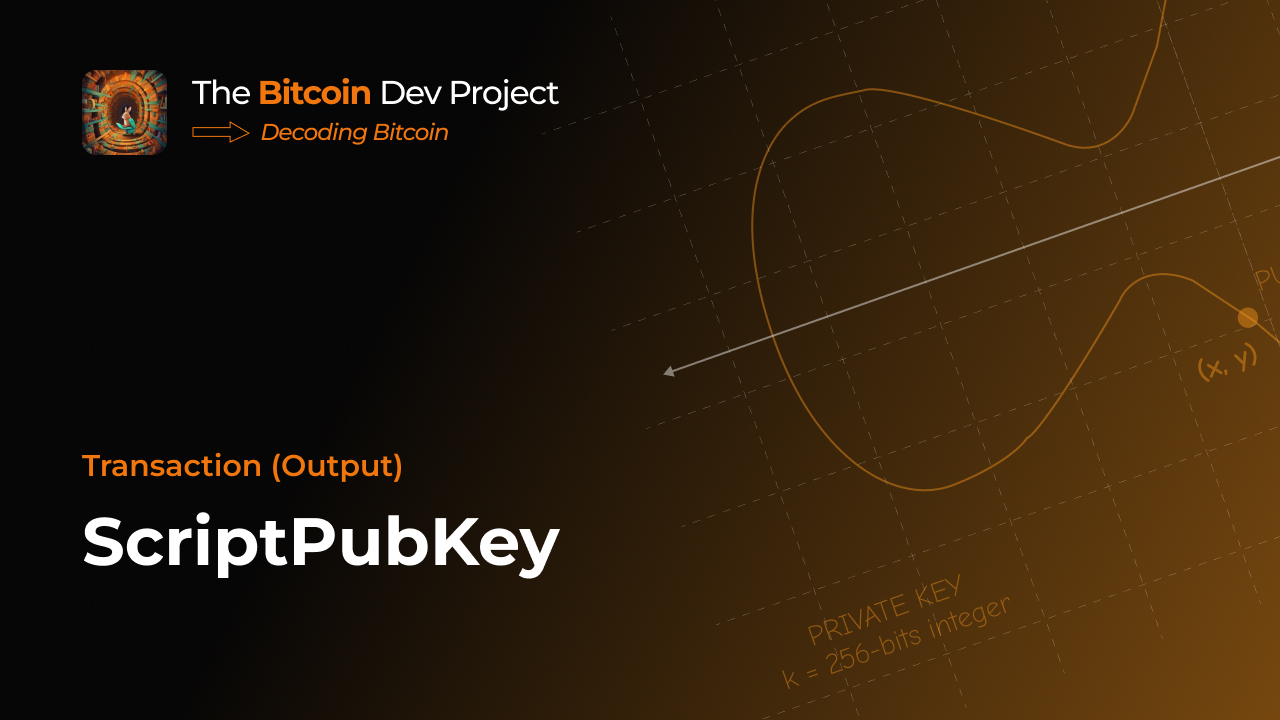 The Bitcoin Dev Project
Decoding Bitcoin
Transaction (Output)
ScriptPubKey
(x, y)
PRIVATE KEY
k = 256-bits integer